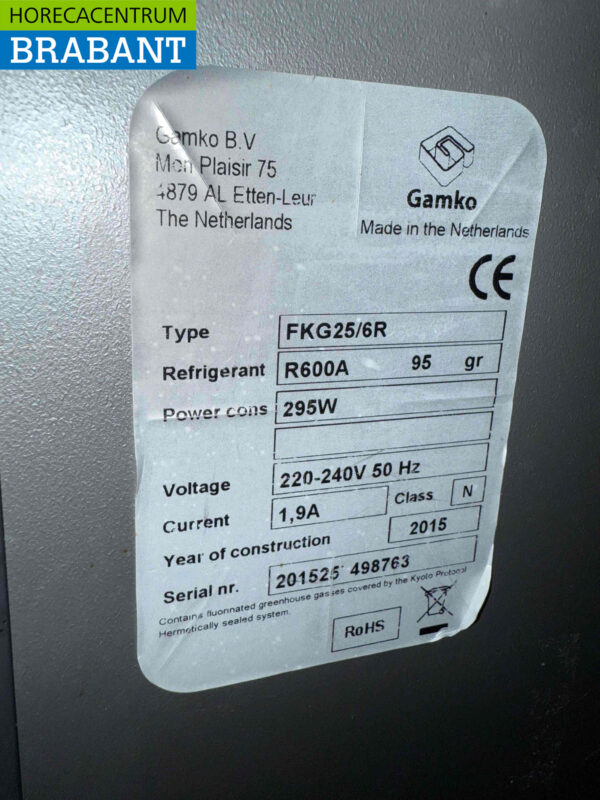 HORECACENTRUM
BRABANT
Gamko B.V
Mon Plaisir 75
4879 AL Etten-Leur
The Netherlands
Gamko
Made in the Netherlands
CE
Type FKG25/6R
Refrigerant R600A 95 gr
Power cons 295W
Voltage 220-240V 50 Hz
Current 1,9A Class N
Year of construction 2015
Serial nr. 201525 498763
Contains fluorinated greenhouse gasses covered by the Kyoto Protocol
Hermetically sealed system.
RoHS